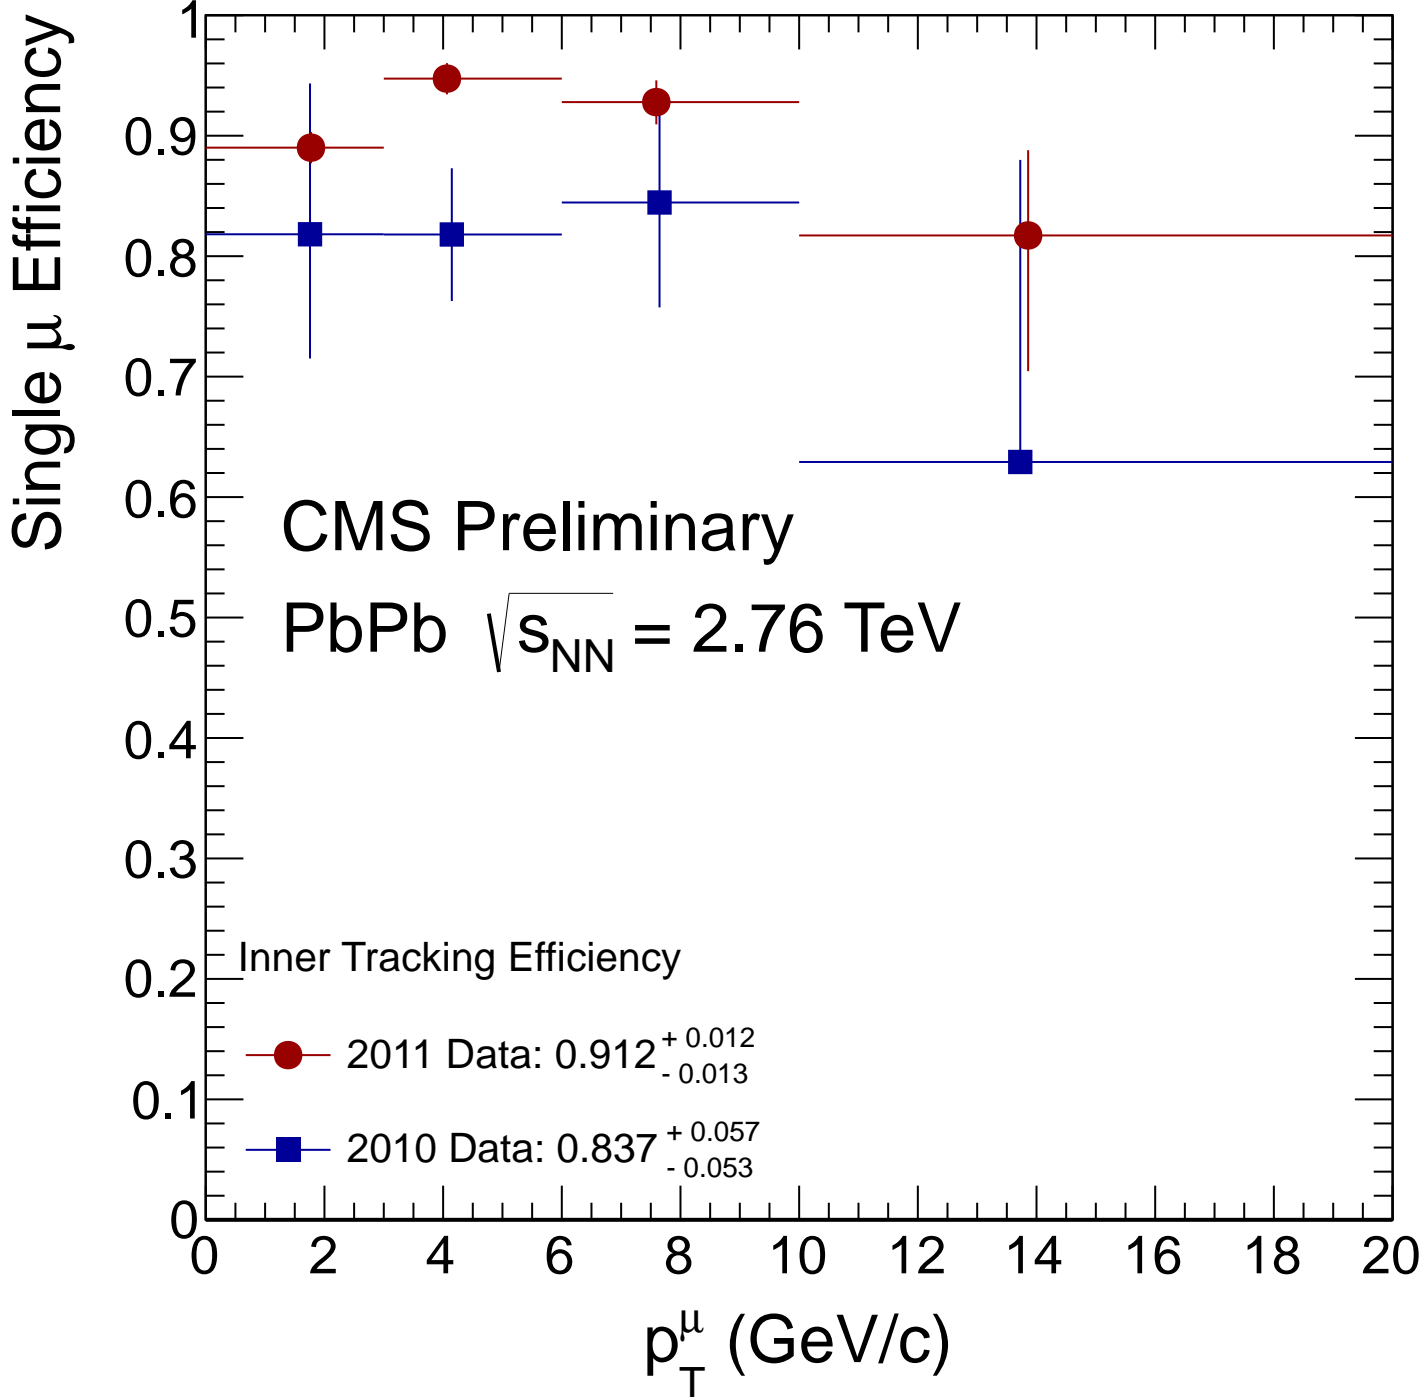 Single μ Efficiency
1
0.9
0.8
0.7
0.6
0.5
0.4
0.3
0.2
0.1
0
CMS Preliminary
PbPb √s_NN = 2.76 TeV
Inner Tracking Efficiency
2011 Data: 0.912 + 0.012 - 0.013
2010 Data: 0.837 + 0.057 - 0.053
0 2 4 6 8 10 12 14 16 18 20
p_T^μ (GeV/c)